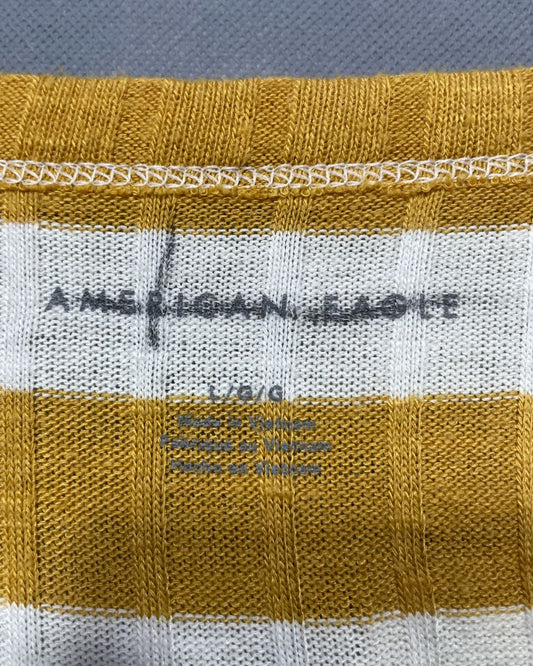 AMERICAN EAGLE
L/G/G
Made in Vietnam
Fabriqué au Vietnam
Hecho en Vietnam